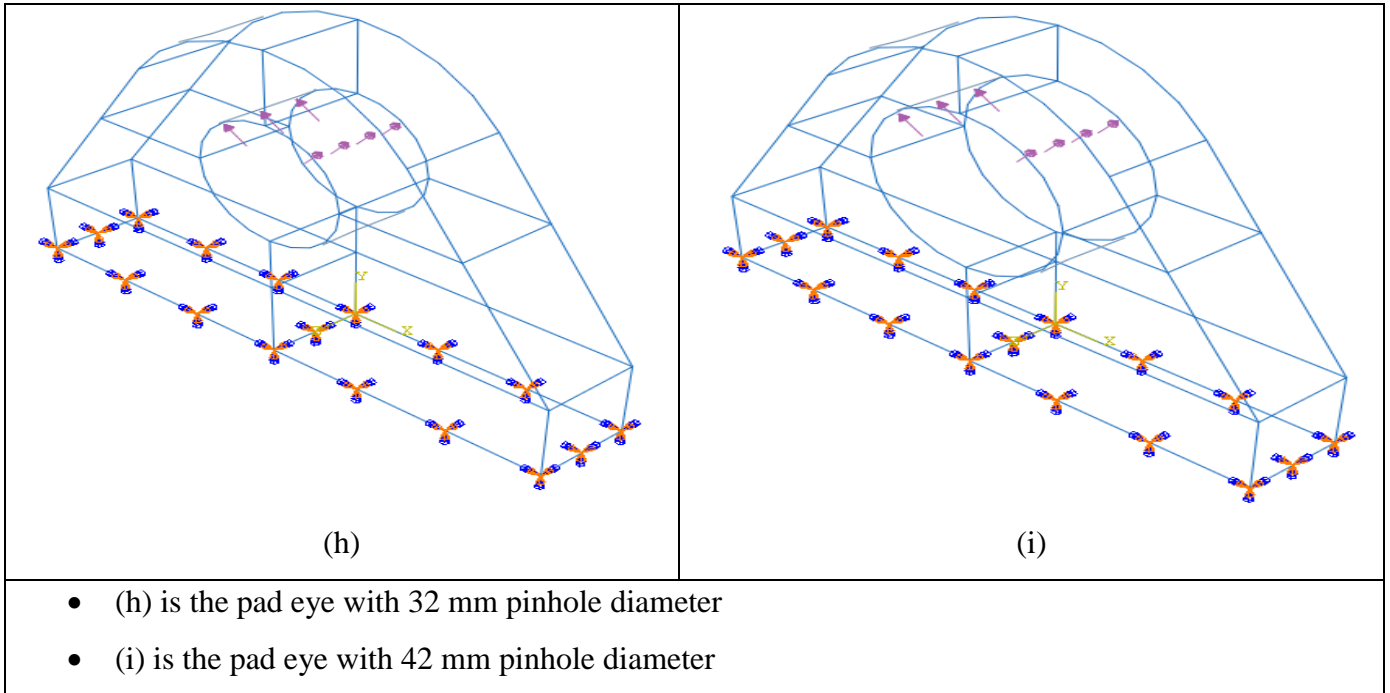 Y
X
(h)
Y
X
(i)
• (h) is the pad eye with 32 mm pinhole diameter
• (i) is the pad eye with 42 mm pinhole diameter